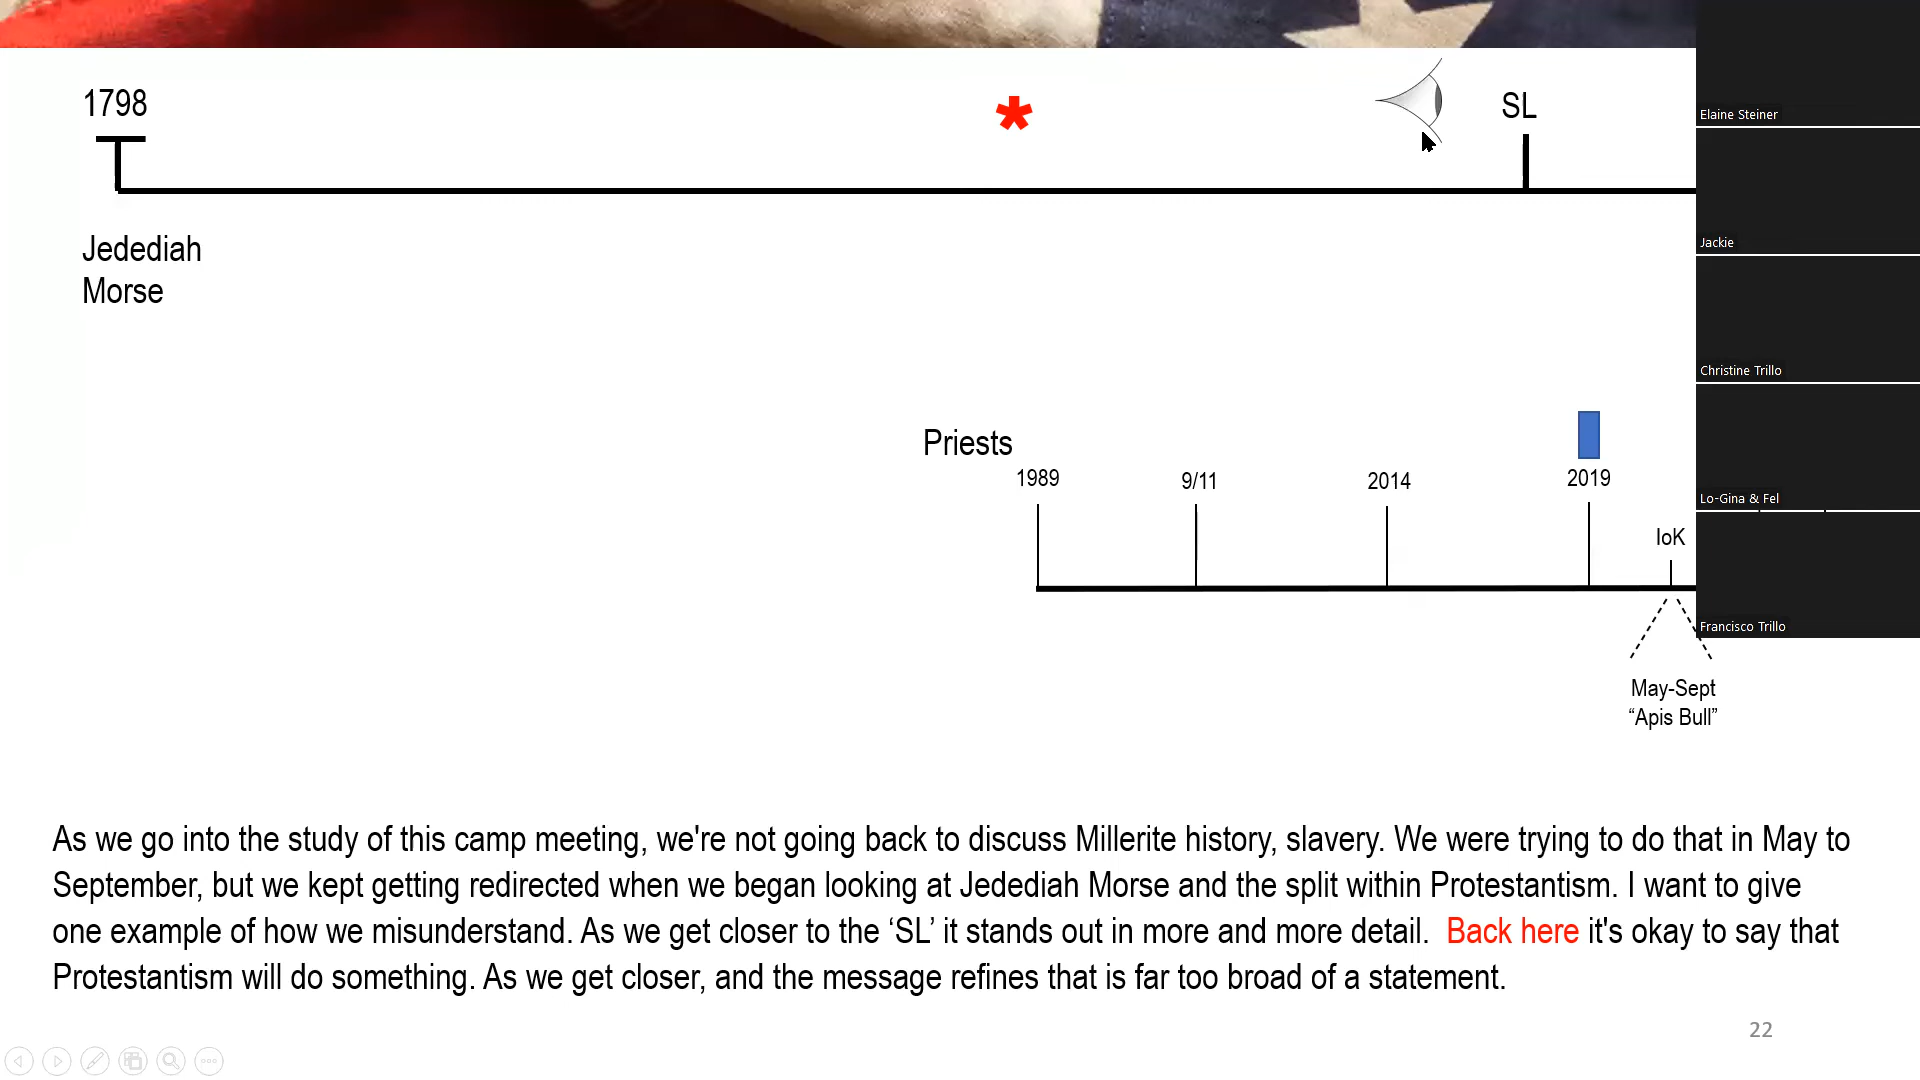 1798
*
SL
Jedediah
Morse
Priests
1989
9/11
2014
2019
IoK
May-Sept
“Apis Bull”
As we go into the study of this camp meeting, we're not going back to discuss Millerite history, slavery. We were trying to do that in May to
September, but we kept getting redirected when we began looking at Jedediah Morse and the split within Protestantism. I want to give
one example of how we misunderstand. As we get closer to the ‘SL’ it stands out in more and more detail. Back here it's okay to say that
Protestantism will do something. As we get closer, and the message refines that is far too broad of a statement.
22
Elaine Steiner
Jackie
Christine Trillo
Lo-Gina & Fel
Francisco Trillo